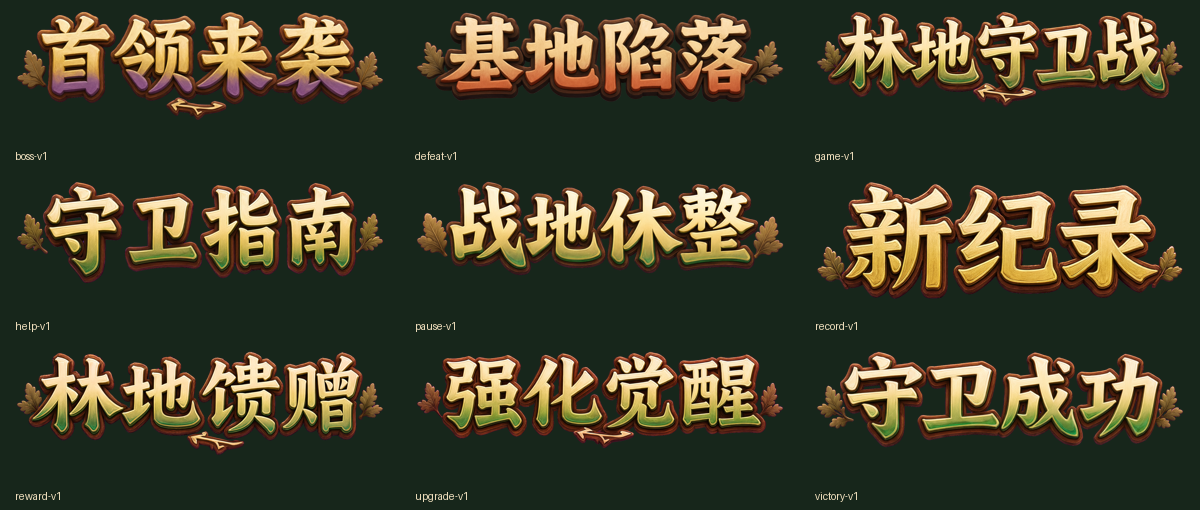 首领来袭
boss-v1
基地陷落
defeat-v1
林地守卫战
game-v1
守卫指南
help-v1
战地休整
pause-v1
新纪录
record-v1
林地馈赠
reward-v1
强化觉醒
upgrade-v1
守卫成功
victory-v1